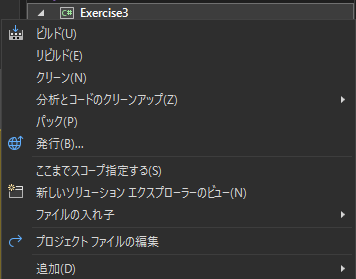 C# Exercise3
ビルド(U)
リビルド(E)
クリーン(N)
分析とコードのクリーンアップ(Z)
パック(P)
発行(B)...
ここまでスコープ指定する(S)
新しいソリューション エクスプローラーのビュー(N)
ファイルの入れ子
プロジェクト ファイルの編集
追加(D)